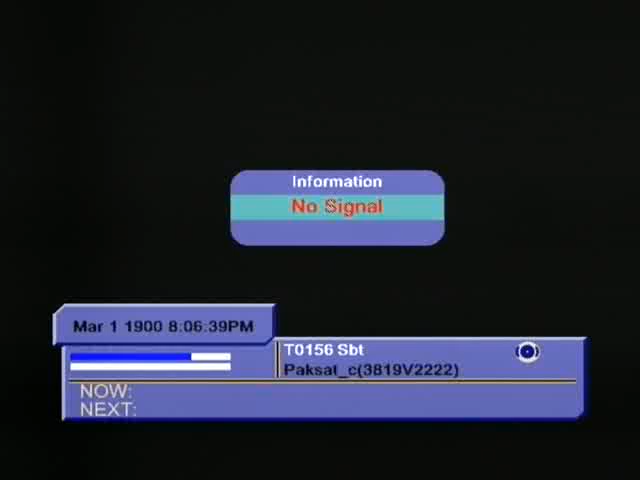 Information
No Signal
Mar 1 1900 8:06:39PM
T0156 Sbt
Paksat_c(3819V2222)
NOW:
NEXT: